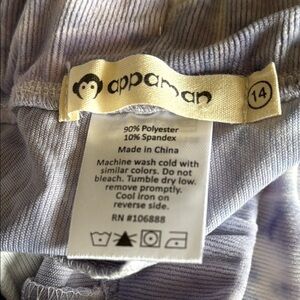 appaman
14
90% Polyester
10% Spandex
Made in China
Machine wash cold with
similar colors. Do not
bleach. Tumble dry low.
remove promptly.
Cool iron on
reverse side.
RN #106888